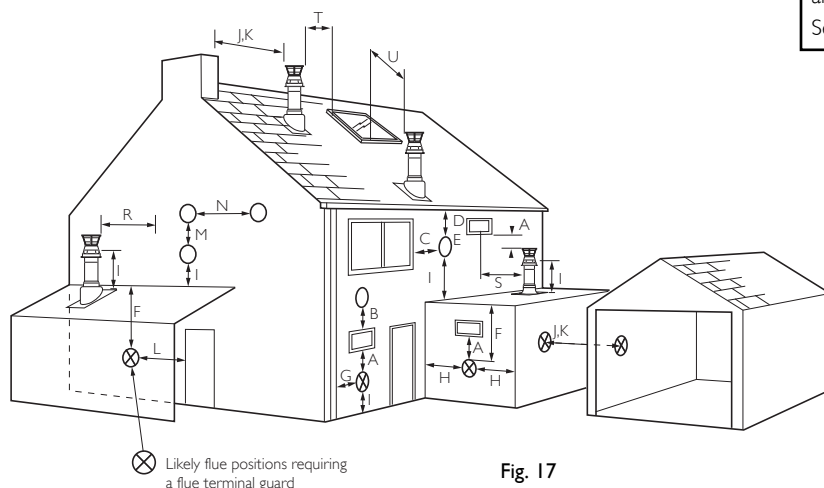 T
J,K
U
N
R
M
D
A
C
E
I
I
I
S
I
F
B
F
J,K
A
L
A
G
H
H
I
Likely flue positions requiring
a flue terminal guard
Fig. 17